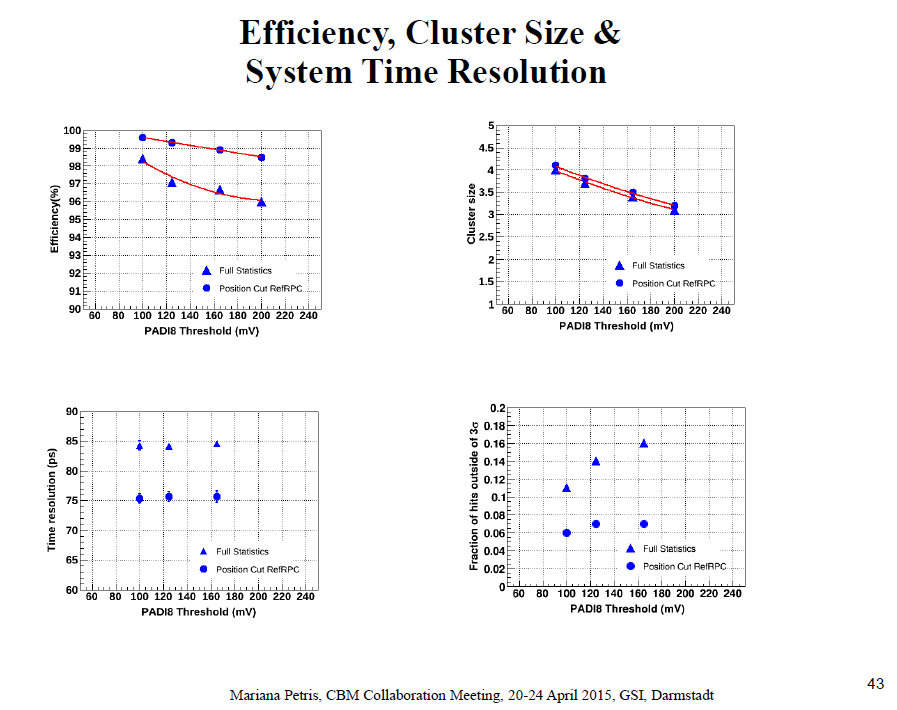 Efficiency, Cluster Size &
System Time Resolution
100
99
98
97
96
95
94
93
92
91
90
Efficiency(%)
Full Statistics
Position Cut RefRPC
60 80 100 120 140 160 180 200 220 240
PADI8 Threshold (mV)
5
4.5
4
3.5
3
2.5
2
1.5
1
Cluster size
Full Statistics
Position Cut RefRPC
60 80 100 120 140 160 180 200 220 240
PADI8 Threshold (mV)
90
85
80
75
70
65
60
Time resolution (ps)
Full Statistics
Position Cut RefRPC
60 80 100 120 140 160 180 200 220 240
PADI8 Threshold (mV)
0.2
0.18
0.16
0.14
0.12
0.1
0.08
0.06
0.04
0.02
0
Fraction of hits outside of 3σ
Full Statistics
Position Cut RefRPC
60 80 100 120 140 160 180 200 220 240
PADI8 Threshold (mV)
43
Mariana Petris, CBM Collaboration Meeting, 20-24 April 2015, GSI, Darmstadt